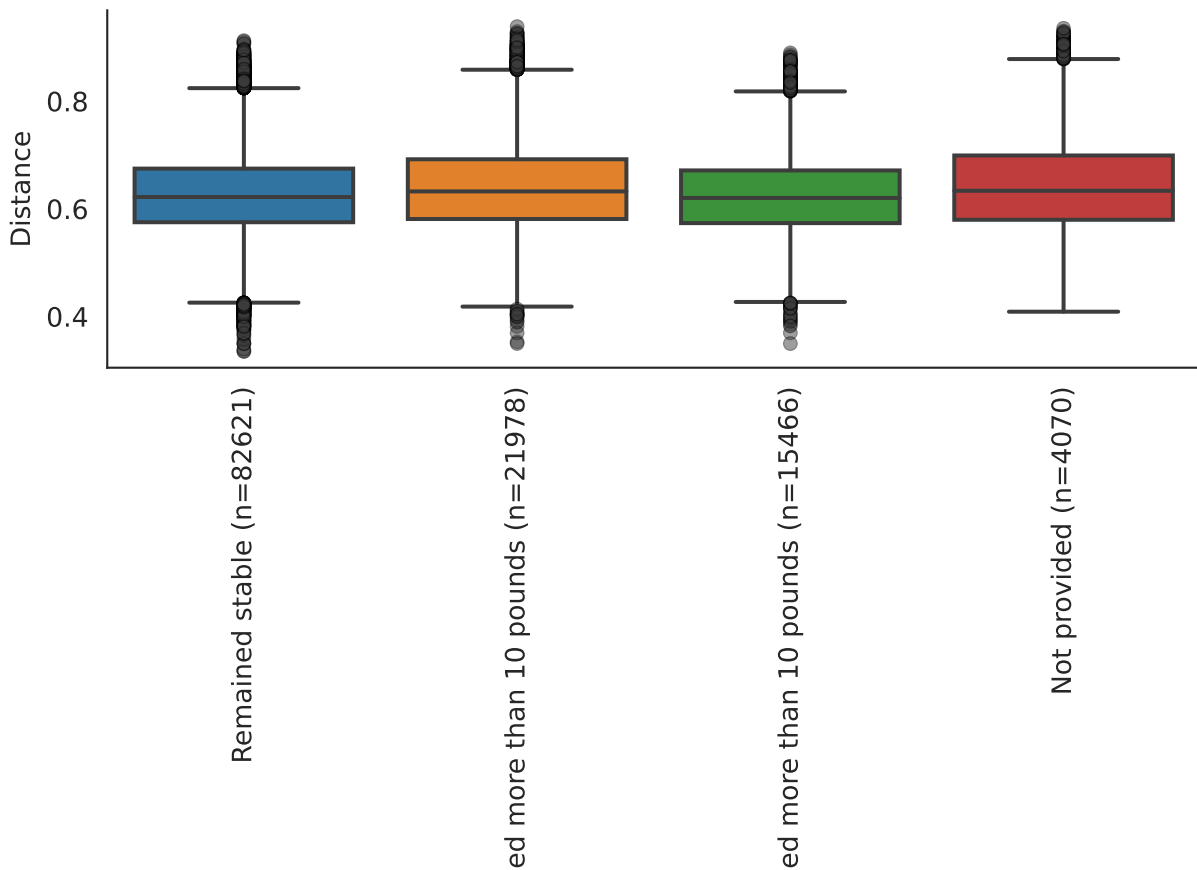 Distance
0.8
0.6
0.4
Remained stable (n=82621)
ed more than 10 pounds (n=21978)
ed more than 10 pounds (n=15466)
Not provided (n=4070)